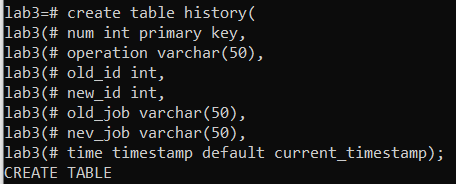 lab3=# create table history(
lab3(# num int primary key,
lab3(# operation varchar(50),
lab3(# old_id int,
lab3(# new_id int,
lab3(# old_job varchar(50),
lab3(# nev_job varchar(50),
lab3(# time timestamp default current_timestamp);
CREATE TABLE